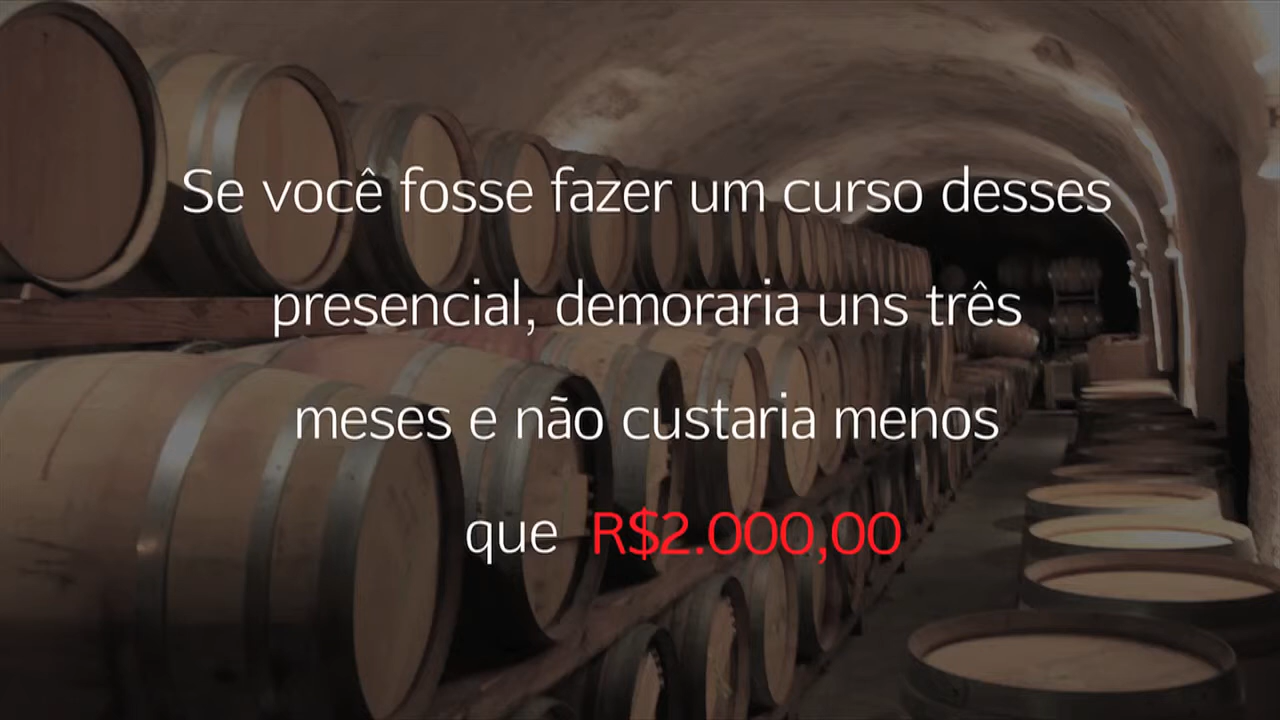 Se você fosse fazer um curso desses
presencial, demoraria uns três
meses e não custaria menos
que R$2.000,00